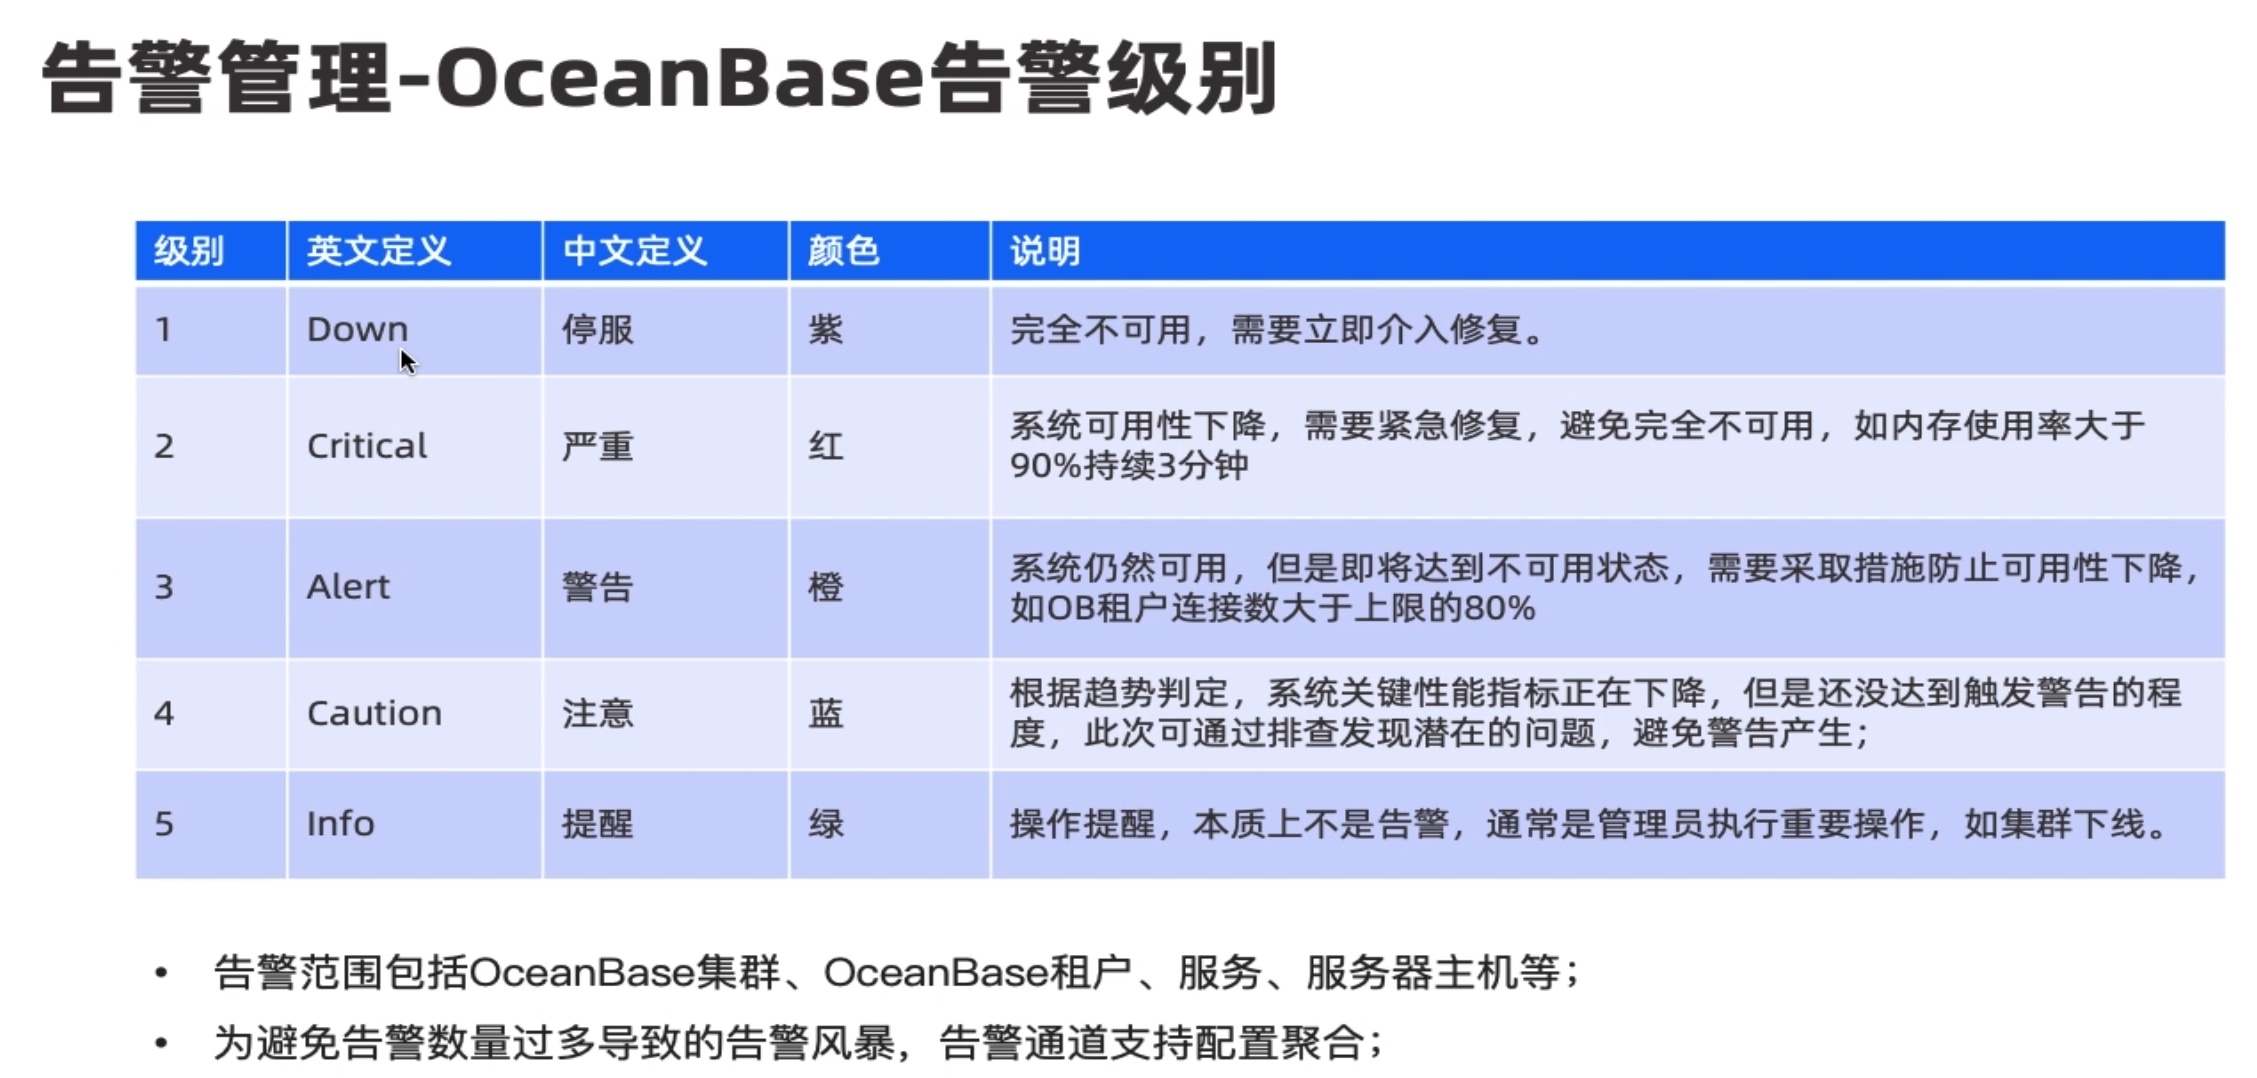 告警管理-OceanBase告警级别
级别 英文定义 中文定义 颜色 说明
1 Down 停服 紫 完全不可用，需要立即介入修复。
2 Critical 严重 红 系统可用性下降，需要紧急修复，避免完全不可用，如内存使用率大于
90%持续3分钟
3 Alert 警告 橙 系统仍然可用，但是即将达到不可用状态，需要采取措施防止可用性下降，
如OB租户连接数大于上限的80%
4 Caution 注意 蓝 根据趋势判定，系统关键性能指标正在下降，但是还没达到触发警告的程
度，此次可通过排查发现潜在的问题，避免警告产生；
5 Info 提醒 绿 操作提醒，本质上不是告警，通常是管理员执行重要操作，如集群下线。
• 告警范围包括OceanBase集群、OceanBase租户、服务、服务器主机等；
• 为避免告警数量过多导致的告警风暴，告警通道支持配置聚合；